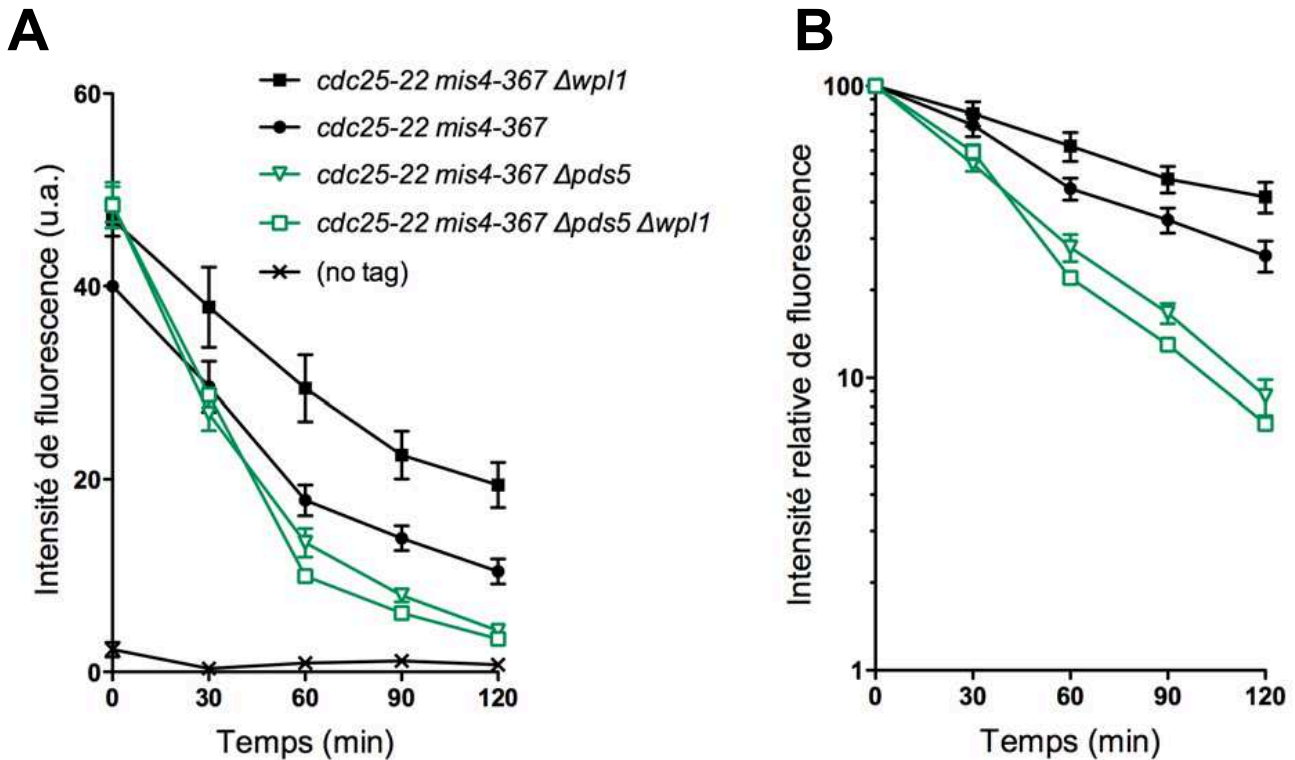 A
60
40
20
0
0 30 60 90 120
Intensité de fluorescence (u.a.)
Temps (min)
cdc25-22 mis4-367 Δwpl1
cdc25-22 mis4-367
cdc25-22 mis4-367 Δpds5
cdc25-22 mis4-367 Δpds5 Δwpl1
(no tag)
B
100
10
1
0 30 60 90 120
Intensité relative de fluorescence
Temps (min)